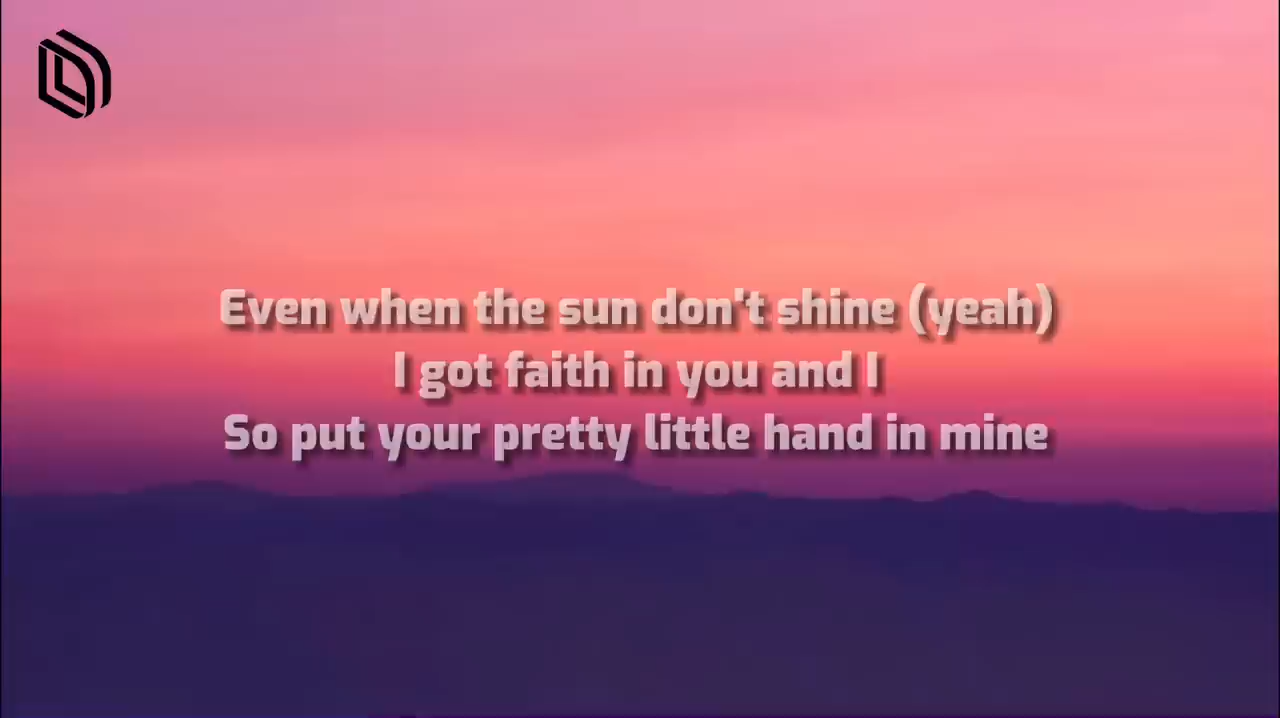 Even when the sun don't shine (yeah)
I got faith in you and I
So put your pretty little hand in mine